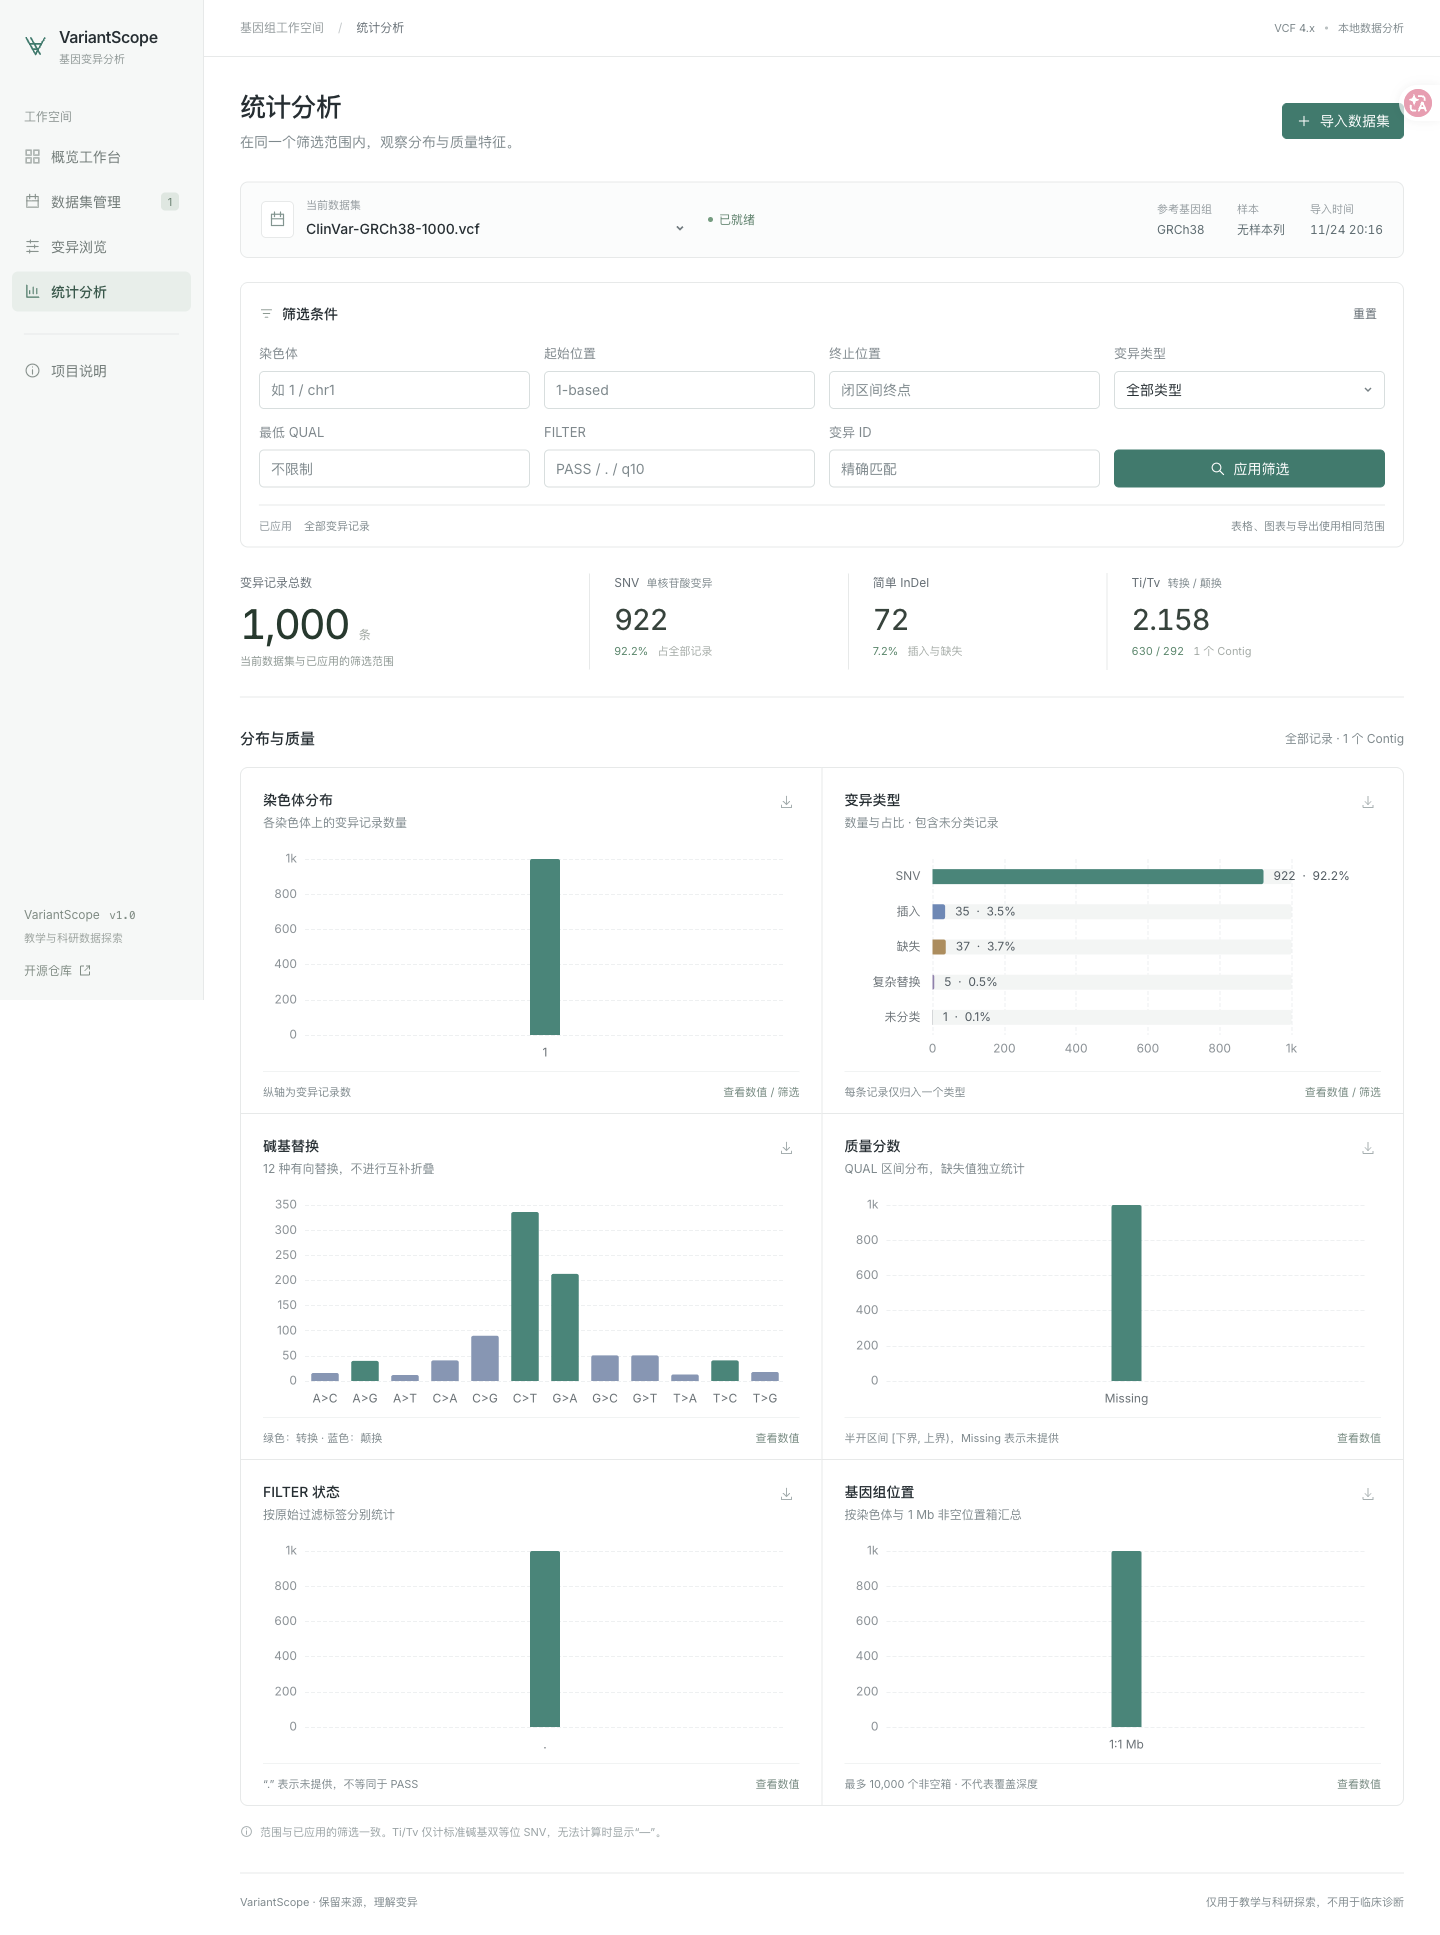 VariantScope
基因变异分析
工作空间
概览工作台
数据集管理 1
变异浏览
统计分析
项目说明
VariantScope v1.0
教学与科研数据探索
开源仓库
基因组工作空间 / 统计分析
VCF 4.x • 本地数据分析
统计分析
在同一个筛选范围内，观察分布与质量特征。
导入数据集
当前数据集
ClinVar-GRCh38-1000.vcf
已就绪
参考基因组 样本 导入时间
GRCh38 无样本列 11/24 20:16
筛选条件 重置
染色体 起始位置 终止位置 变异类型
如 1 / chr1 1-based 闭区间终点 全部类型
最低 QUAL FILTER 变异 ID
不限制 PASS / . / q10 精确匹配 应用筛选
已应用 全部变异记录 表格、图表与导出使用相同范围
变异记录总数 SNV 单核苷酸变异 简单 InDel Ti/Tv 转换 / 颠换
1,000 条 922 72 2.158
当前数据集与已应用的筛选范围 92.2% 占全部记录 7.2% 插入与缺失 630 / 292 1 个 Contig
分布与质量 全部记录 · 1 个 Contig
染色体分布
各染色体上的变异记录数量
1k
800
600
400
200
0
1
纵轴为变异记录数 查看数值 / 筛选
变异类型
数量与占比 · 包含未分类记录
SNV 922 · 92.2%
插入 35 · 3.5%
缺失 37 · 3.7%
复杂替换 5 · 0.5%
未分类 1 · 0.1%
0 200 400 600 800 1k
每条记录仅归入一个类型 查看数值 / 筛选
碱基替换
12 种有向替换，不进行互补折叠
350
300
250
200
150
100
50
0
A>C A>G A>T C>A C>G C>T G>A G>C G>T T>A T>C T>G
绿色：转换 · 蓝色：颠换 查看数值
质量分数
QUAL 区间分布，缺失值独立统计
1k
800
600
400
200
0
Missing
半开区间 [下界, 上界)，Missing 表示未提供 查看数值
FILTER 状态
按原始过滤标签分别统计
1k
800
600
400
200
0
.
“.” 表示未提供，不等同于 PASS 查看数值
基因组位置
按染色体与 1 Mb 非空位置箱汇总
1k
800
600
400
200
0
1:1 Mb
最多 10,000 个非空箱 · 不代表覆盖深度 查看数值
范围与已应用的筛选一致。Ti/Tv 仅计标准碱基双等位 SNV，无法计算时显示“—”。
VariantScope · 保留来源，理解变异 仅用于教学与科研探索，不用于临床诊断